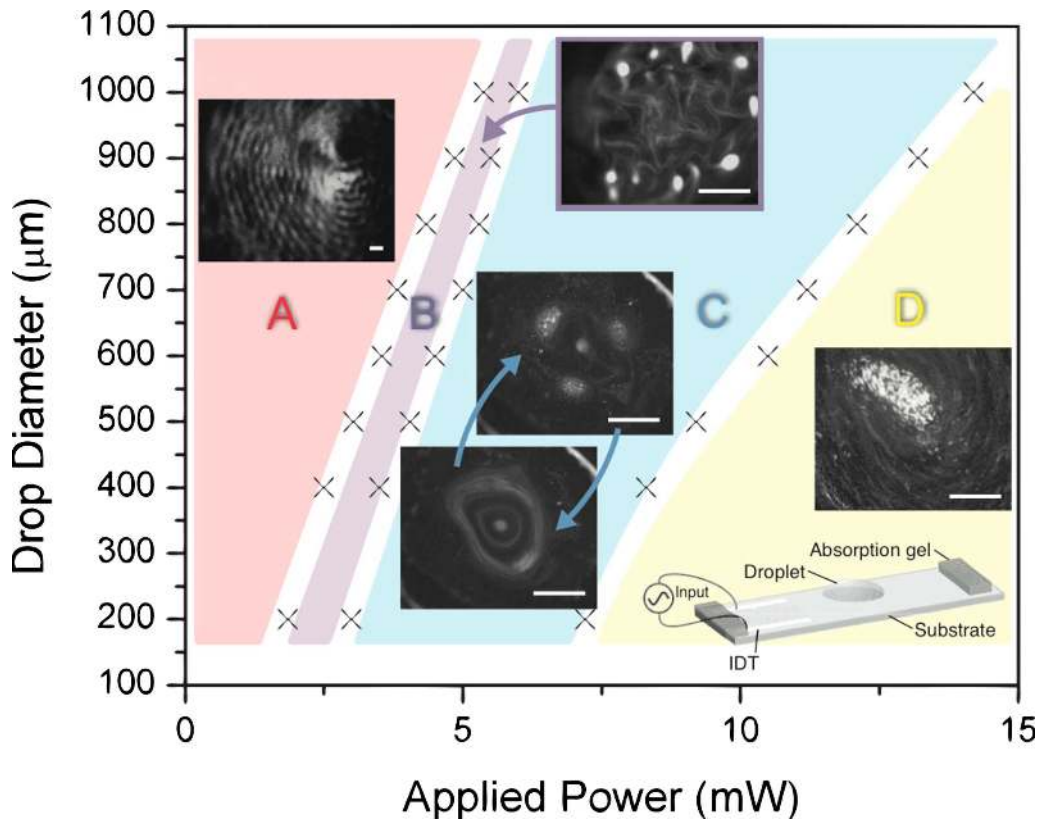 1100
1000
900
800
700
600
500
400
300
200
100
Drop Diameter (μm)
A
B
C
D
Absorption gel
Droplet
Input
Substrate
IDT
0
5
10
15
Applied Power (mW)